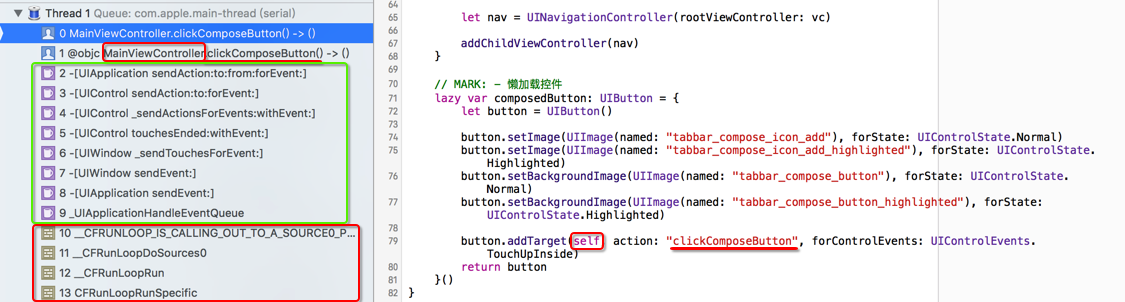 Thread 1 Queue: com.apple.main-thread (serial)
0 MainViewController.clickComposeButton() -> ()
1 @objc MainViewController.clickComposeButton() -> ()
2 -[UIApplication sendAction:to:from:forEvent:]
3 -[UIControl sendAction:to:forEvent:]
4 -[UIControl _sendActionsForEvents:withEvent:]
5 -[UIControl touchesEnded:withEvent:]
6 -[UIWindow _sendTouchesForEvent:]
7 -[UIWindow sendEvent:]
8 -[UIApplication sendEvent:]
9 _UIApplicationHandleEventQueue
10 __CFRUNLOOP_IS_CALLING_OUT_TO_A_SOURCE0_P...
11 __CFRunLoopDoSources0
12 __CFRunLoopRun
13 CFRunLoopRunSpecific
64
65 let nav = UINavigationController(rootViewController: vc)
66
67 addChildViewController(nav)
68 }
69
70 // MARK: - 懒加载控件
71 lazy var composedButton: UIButton = {
72 let button = UIButton()
73
74 button.setImage(UIImage(named: "tabbar_compose_icon_add"), forState: UIControlState.Normal)
75 button.setImage(UIImage(named: "tabbar_compose_icon_add_highlighted"), forState: UIControlState.
Highlighted)
76 button.setBackgroundImage(UIImage(named: "tabbar_compose_button"), forState: UIControlState.
Normal)
77 button.setBackgroundImage(UIImage(named: "tabbar_compose_button_highlighted"), forState:
UIControlState.Highlighted)
78
79 button.addTarget(self action: "clickComposeButton", forControlEvents: UIControlEvents.
TouchUpInside)
80 return button
81 }()
82 }